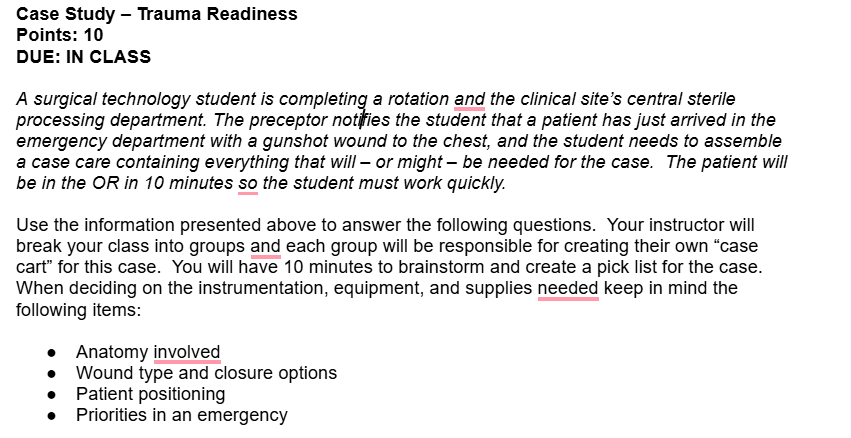 Case Study – Trauma Readiness
Points: 10
DUE: IN CLASS
A surgical technology student is completing a rotation and the clinical site’s central sterile
processing department. The preceptor notifies the student that a patient has just arrived in the
emergency department with a gunshot wound to the chest, and the student needs to assemble
a case care containing everything that will – or might – be needed for the case.  The patient will
be in the OR in 10 minutes so the student must work quickly.
Use the information presented above to answer the following questions.  Your instructor will
break your class into groups and each group will be responsible for creating their own “case
cart” for this case.  You will have 10 minutes to brainstorm and create a pick list for the case.
When deciding on the instrumentation, equipment, and supplies needed keep in mind the
following items:
● Anatomy involved
● Wound type and closure options
● Patient positioning
● Priorities in an emergency